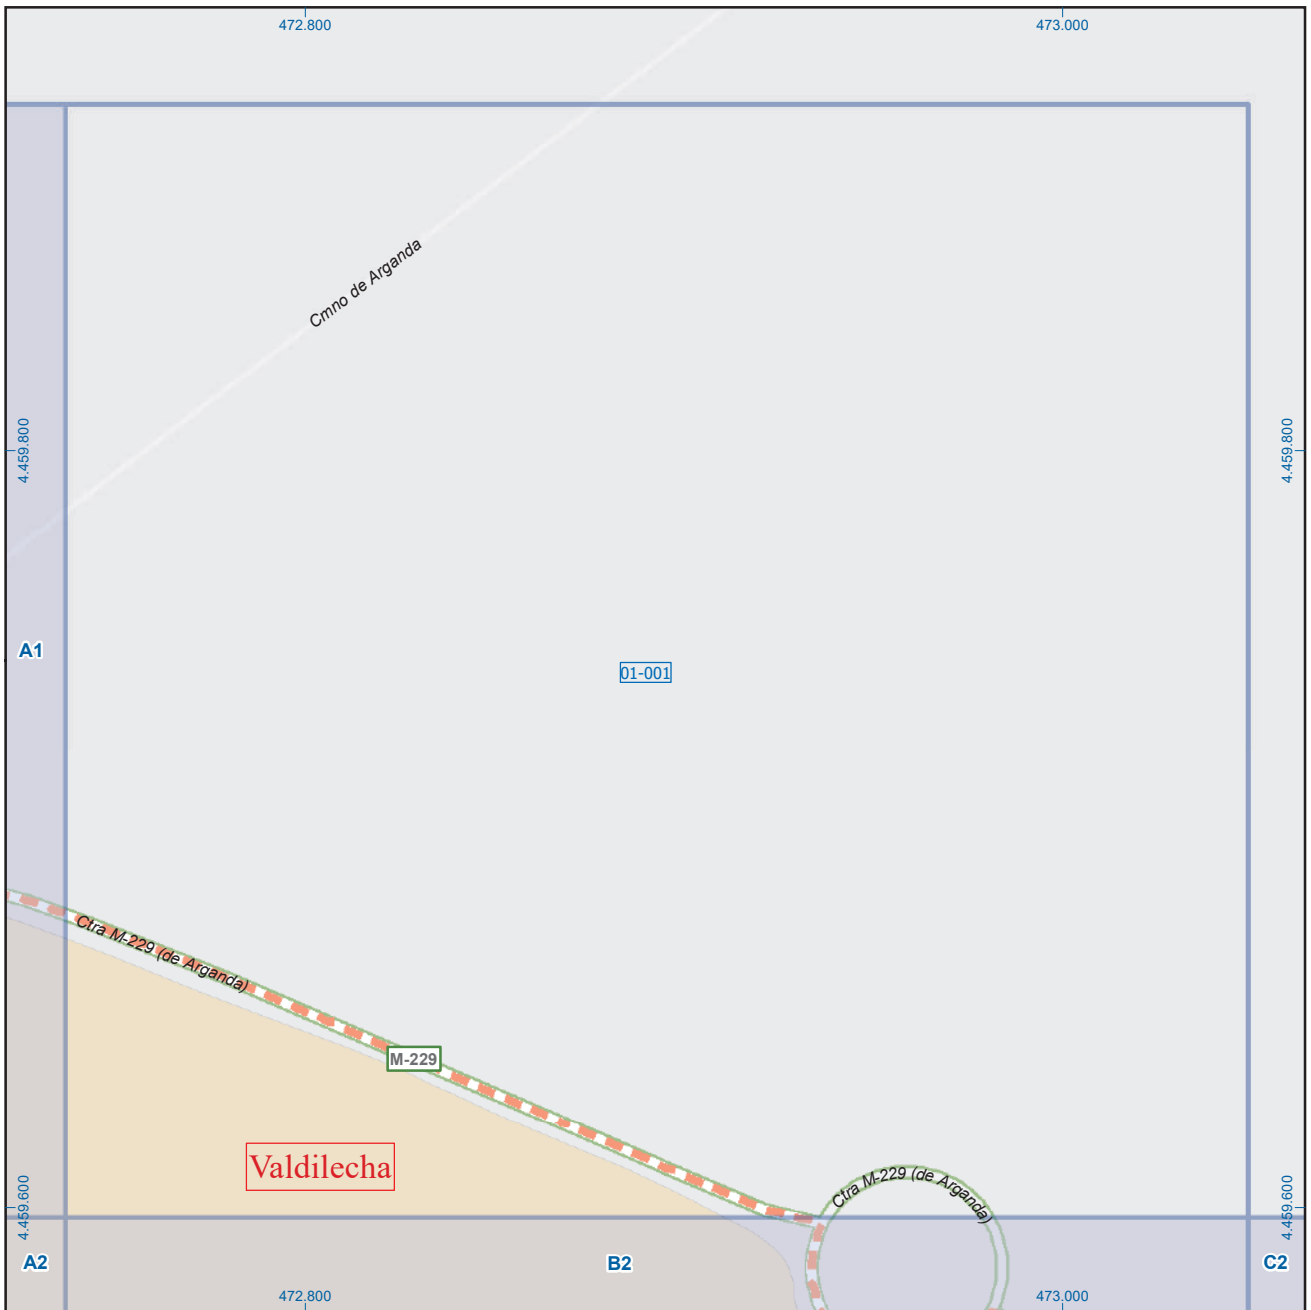 472.800
473.000
Cmno de Arganda
4.459.800
4.459.800
A1
01-001
Ctra M-229 (de Arganda)
M-229
Valdilecha
Ctra M-229 (de Arganda)
4.459.600
4.459.600
A2
B2
C2
472.800
473.000